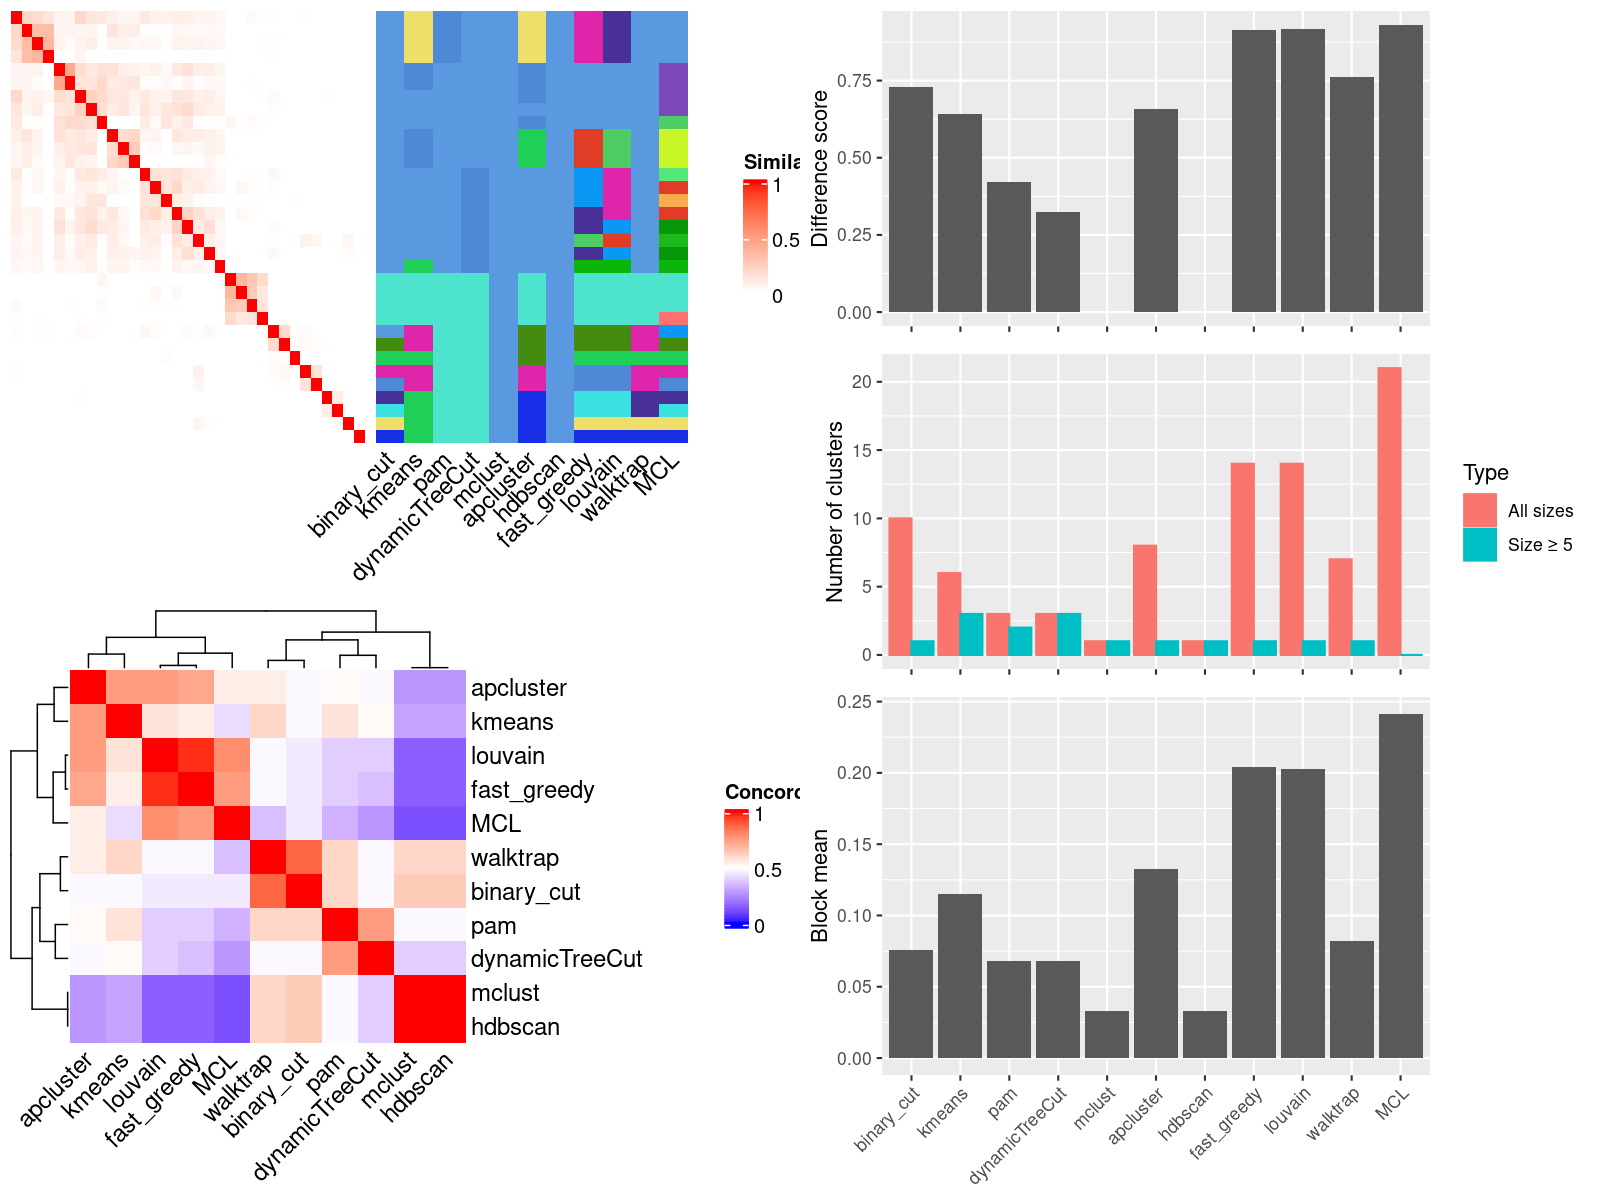 Simila
1
0.5
0
binary_cut
kmeans
pam
dynamicTreeCut
mclust
apcluster
hdbscan
fast_greedy
louvain
walktrap
MCL
apcluster
kmeans
louvain
fast_greedy
MCL
walktrap
binary_cut
pam
dynamicTreeCut
mclust
hdbscan
Concord
1
0.5
0
apcluster
kmeans
louvain
fast_greedy
MCL
walktrap
binary_cut
pam
dynamicTreeCut
mclust
hdbscan
Difference score
0.75
0.50
0.25
0.00
Number of clusters
20
15
10
5
0
Type
All sizes
Size ≥ 5
Block mean
0.25
0.20
0.15
0.10
0.05
0.00
binary_cut
kmeans
pam
dynamicTreeCut
mclust
apcluster
hdbscan
fast_greedy
louvain
walktrap
MCL